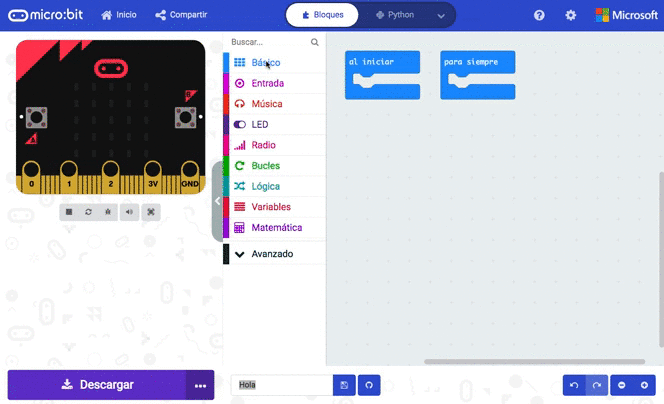 micro:bit
Inicio
Compartir
Bloques
Python
Microsoft
Buscar...
Básico
Entrada
Música
LED
Radio
Bucles
Lógica
Variables
Matemática
Avanzado
al iniciar
para siempre
B
A
0 1 2 3V GND
Descargar
Hola